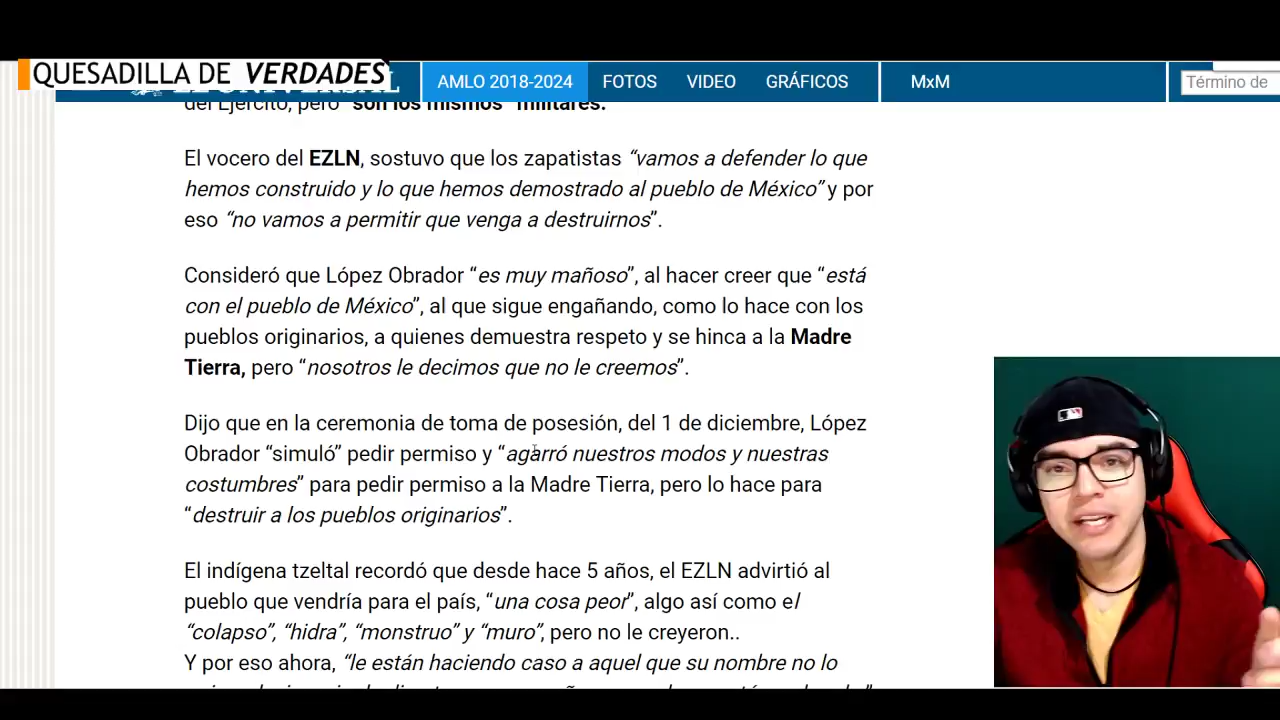 QUESADILLA DE VERDADES
AMLO 2018-2024 FOTOS VIDEO GRÁFICOS MxM Término de
del Ejército, pero "son los mismos" militares.
El vocero del EZLN, sostuvo que los zapatistas “vamos a defender lo que
hemos construido y lo que hemos demostrado al pueblo de México” y por
eso “no vamos a permitir que venga a destruirnos”.
Consideró que López Obrador “es muy mañoso”, al hacer creer que “está
con el pueblo de México”, al que sigue engañando, como lo hace con los
pueblos originarios, a quienes demuestra respeto y se hinca a la Madre
Tierra, pero “nosotros le decimos que no le creemos”.
Dijo que en la ceremonia de toma de posesión, del 1 de diciembre, López
Obrador “simuló” pedir permiso y “agarró nuestros modos y nuestras
costumbres” para pedir permiso a la Madre Tierra, pero lo hace para
“destruir a los pueblos originarios”.
El indígena tzeltal recordó que desde hace 5 años, el EZLN advirtió al
pueblo que vendría para el país, “una cosa peor”, algo así como el
“colapso”, “hidra”, “monstruo” y “muro”, pero no le creyeron..
Y por eso ahora, “le están haciendo caso a aquel que su nombre no lo